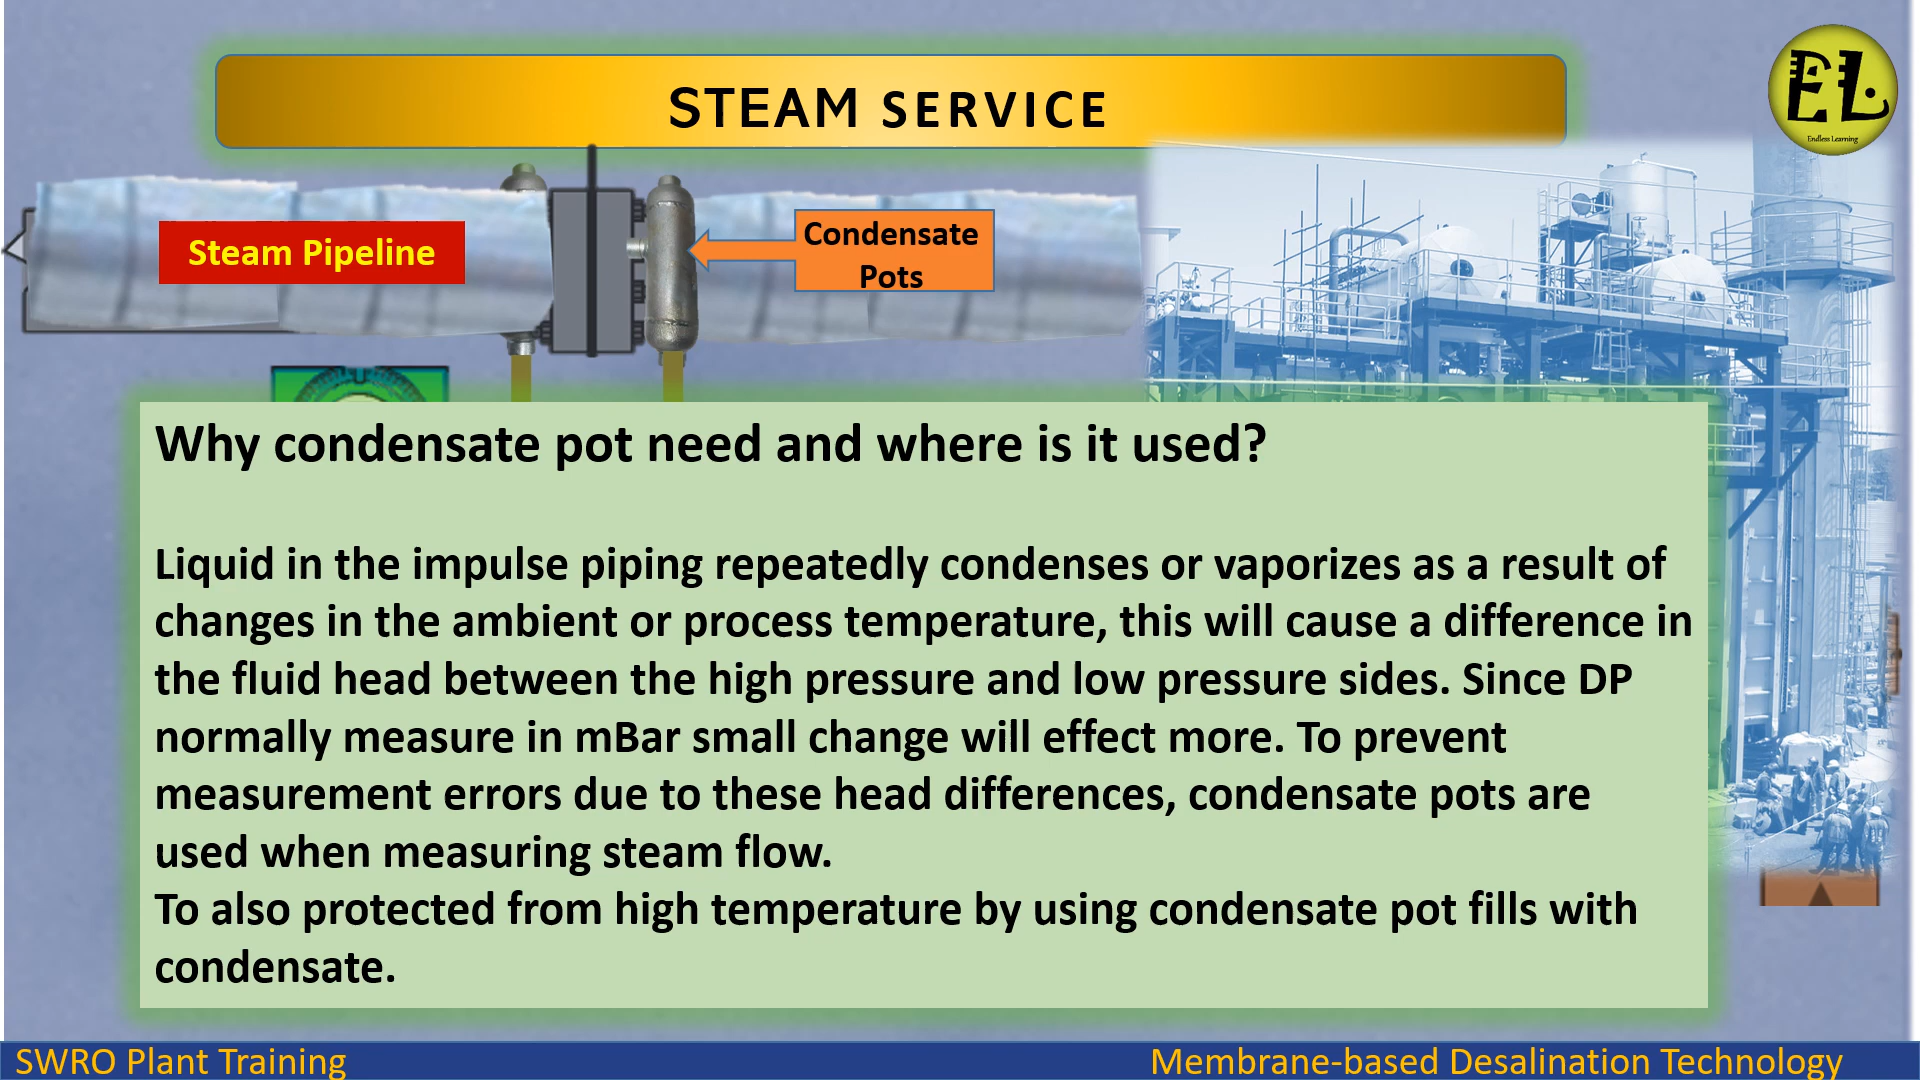 STEAM SERVICE
EL
Endless Learning
Steam Pipeline
Condensate
Pots
Why condensate pot need and where is it used?
Liquid in the impulse piping repeatedly condenses or vaporizes as a result of
changes in the ambient or process temperature, this will cause a difference in
the fluid head between the high pressure and low pressure sides. Since DP
normally measure in mBar small change will effect more. To prevent
measurement errors due to these head differences, condensate pots are
used when measuring steam flow.
To also protected from high temperature by using condensate pot fills with
condensate.
SWRO Plant Training
Membrane-based Desalination Technology